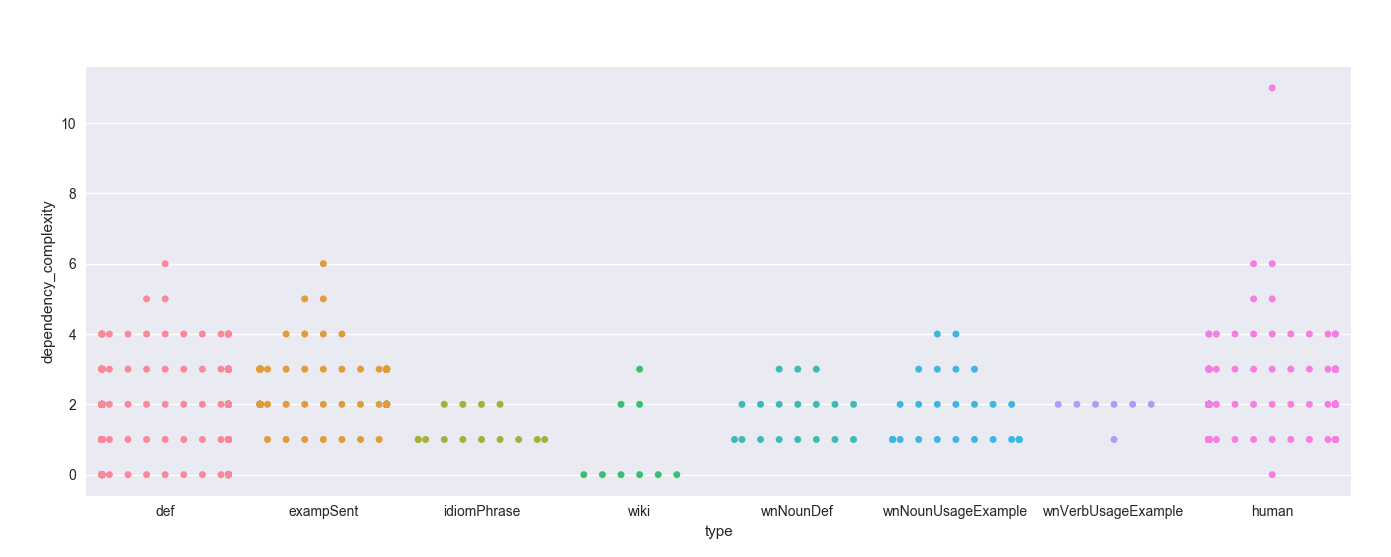 10
8
6
4
2
0
dependency_complexity
def exampSent idiomPhrase wiki wnNounDef wnNounUsageExample wnVerbUsageExample human
type